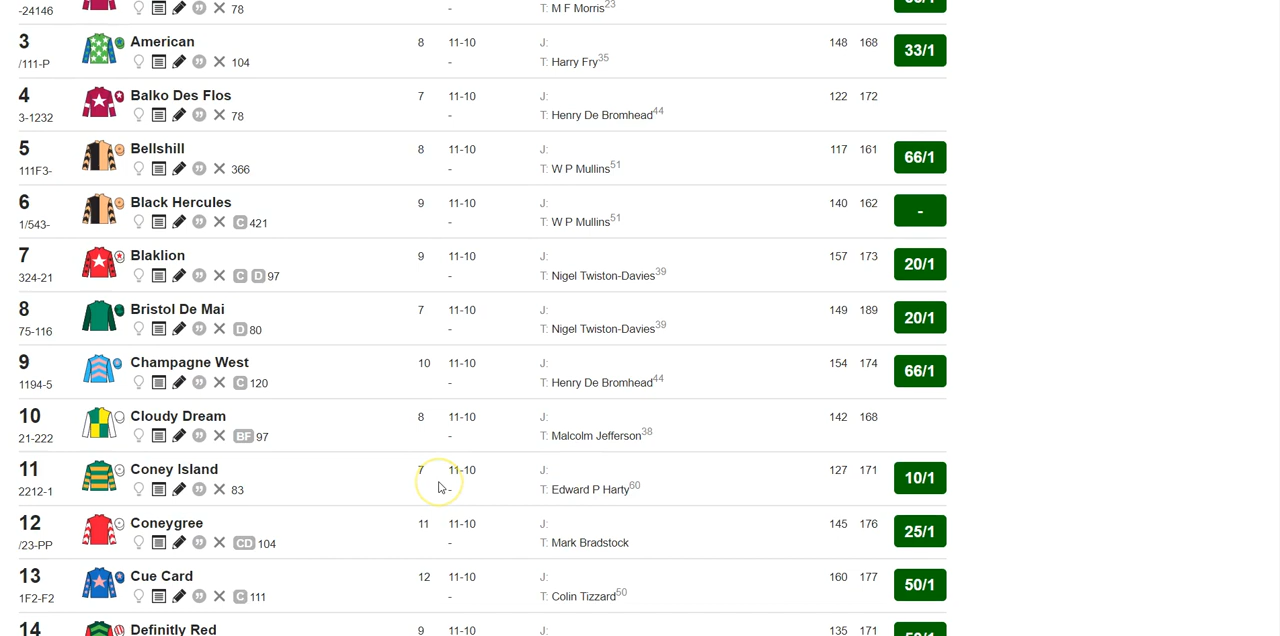 -24146 78 - T: M F Morris23
3 American 8 11-10 J: 148 168 33/1
/111-P 104 - T: Harry Fry35
4 Balko Des Flos 7 11-10 J: 122 172
3-1232 78 - T: Henry De Bromhead44
5 Bellshill 8 11-10 J: 117 161 66/1
111F3- 366 - T: W P Mullins51
6 Black Hercules 9 11-10 J: 140 162 -
1/543- C 421 - T: W P Mullins51
7 Blaklion 9 11-10 J: 157 173 20/1
324-21 C D 97 - T: Nigel Twiston-Davies39
8 Bristol De Mai 7 11-10 J: 149 189 20/1
75-116 D 80 - T: Nigel Twiston-Davies39
9 Champagne West 10 11-10 J: 154 174 66/1
1194-5 C 120 - T: Henry De Bromhead44
10 Cloudy Dream 8 11-10 J: 142 168
21-222 BF 97 - T: Malcolm Jefferson38
11 Coney Island 7 11-10 J: 127 171 10/1
2212-1 83 - T: Edward P Harty60
12 Coneygree 11 11-10 J: 145 176 25/1
/23-PP CD 104 - T: Mark Bradstock
13 Cue Card 12 11-10 J: 160 177 50/1
1F2-F2 C 111 - T: Colin Tizzard50
14 Definitly Red 9 11-10 J: 135 171